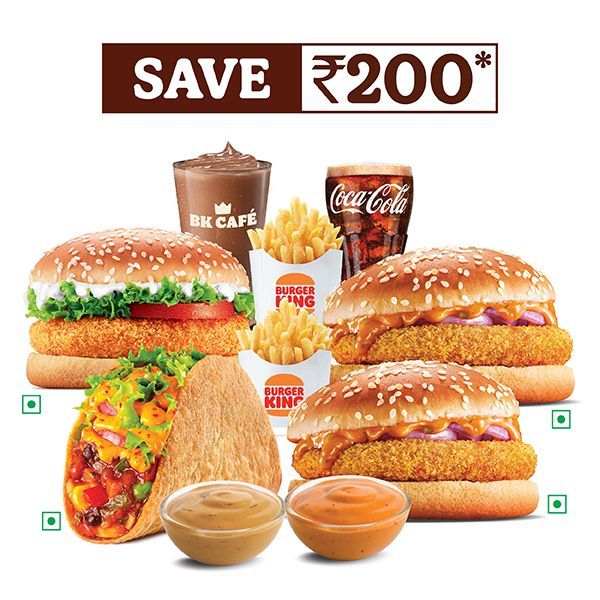 SAVE ₹200*
BK CAFÉ
Coca-Cola
BURGER
KING
BURGER
KING